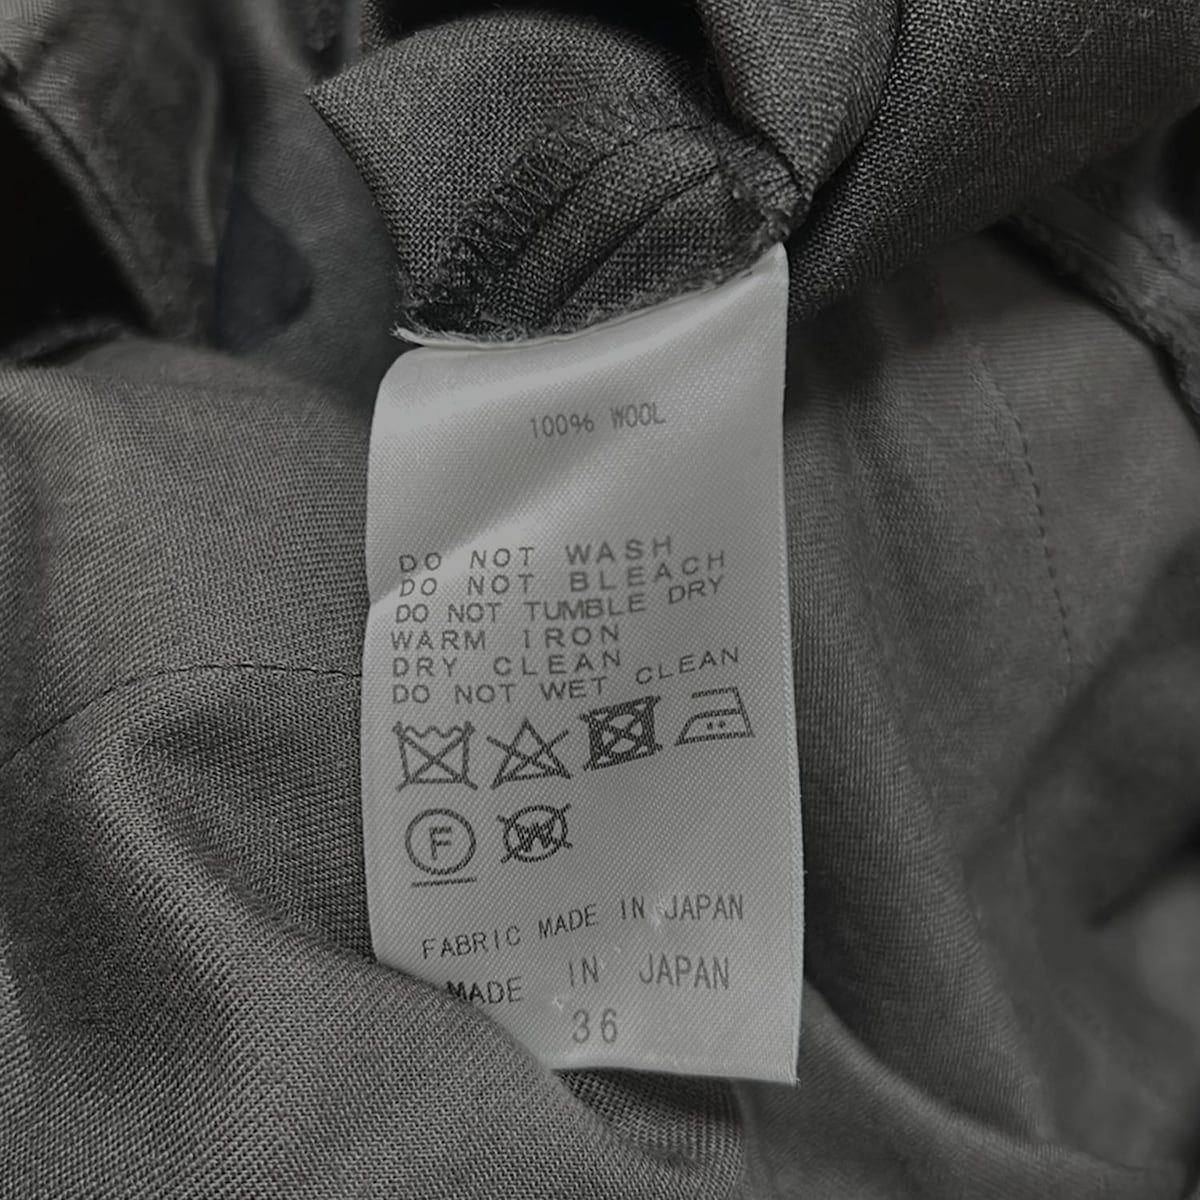 100% WOOL
DO NOT WASH
DO NOT BLEACH
DO NOT TUMBLE DRY
WARM IRON
DRY CLEAN
DO NOT WET CLEAN
F W
FABRIC MADE IN JAPAN
MADE IN JAPAN
36